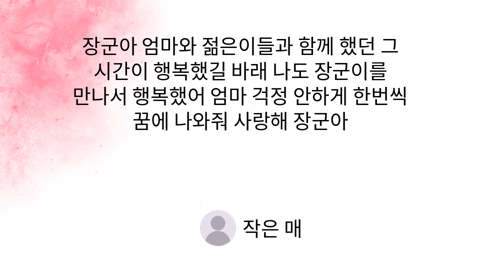 장군아 엄마와 젊은이들과 함께 했던 그
시간이 행복했길 바래 나도 장군이를
만나서 행복했어 엄마 걱정 안하게 한번씩
꿈에 나와줘 사랑해 장군아
작은 매